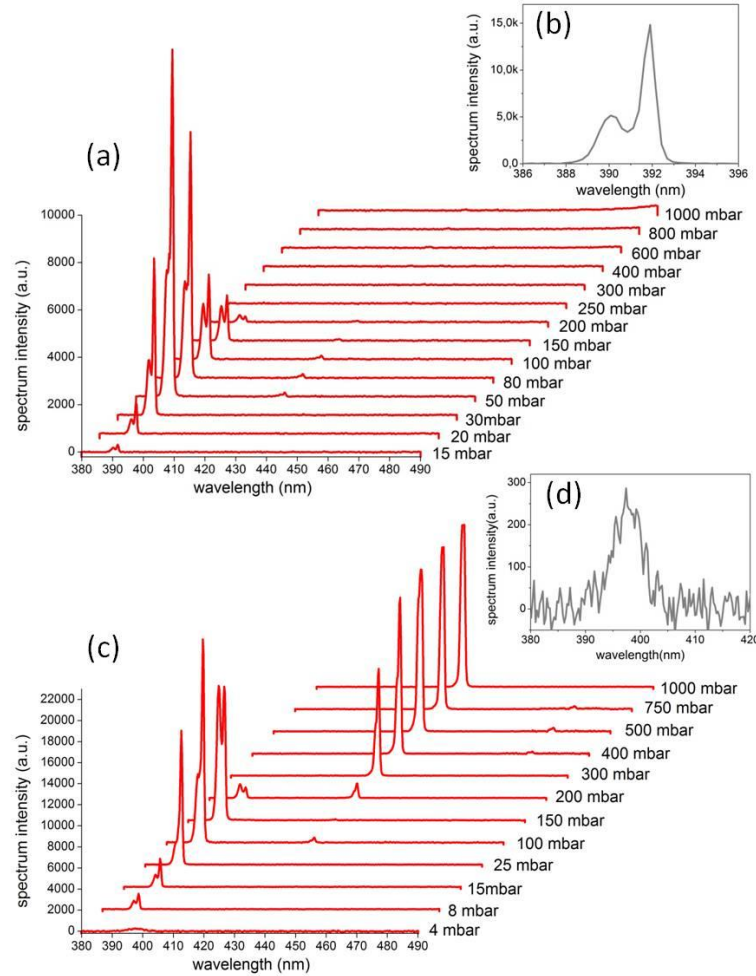 (a)
spectrum intensity (a.u.)
10000
8000
6000
4000
2000
0
380 390 400 410 420 430 440 450 460 470 480 490
wavelength (nm)
1000 mbar
800 mbar
600 mbar
400 mbar
300 mbar
250 mbar
200 mbar
150 mbar
100 mbar
80 mbar
50 mbar
30mbar
20 mbar
15 mbar
(b)
spectrum intensity (a.u.)
15,0k
10,0k
5,0k
0,0
386 388 390 392 394 396
wavelength (nm)
(c)
spectrum intensity (a.u.)
22000
20000
18000
16000
14000
12000
10000
8000
6000
4000
2000
0
380 390 400 410 420 430 440 450 460 470 480 490
wavelength (nm)
1000 mbar
750 mbar
500 mbar
400 mbar
300 mbar
200 mbar
150 mbar
100 mbar
25 mbar
15mbar
8 mbar
4 mbar
(d)
spectrum intensity(a.u.)
300
200
100
0
380 390 400 410 420
wavelength(nm)